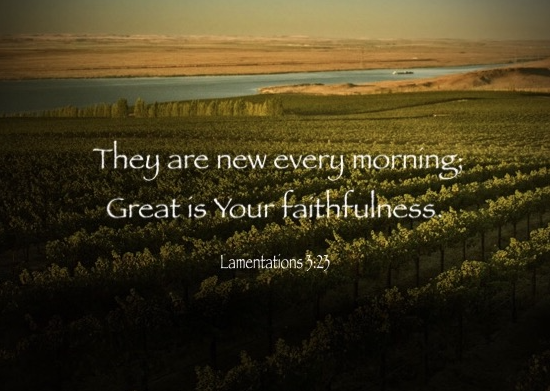 They are new every morning;
Great is Your faithfulness.
Lamentations 3:23